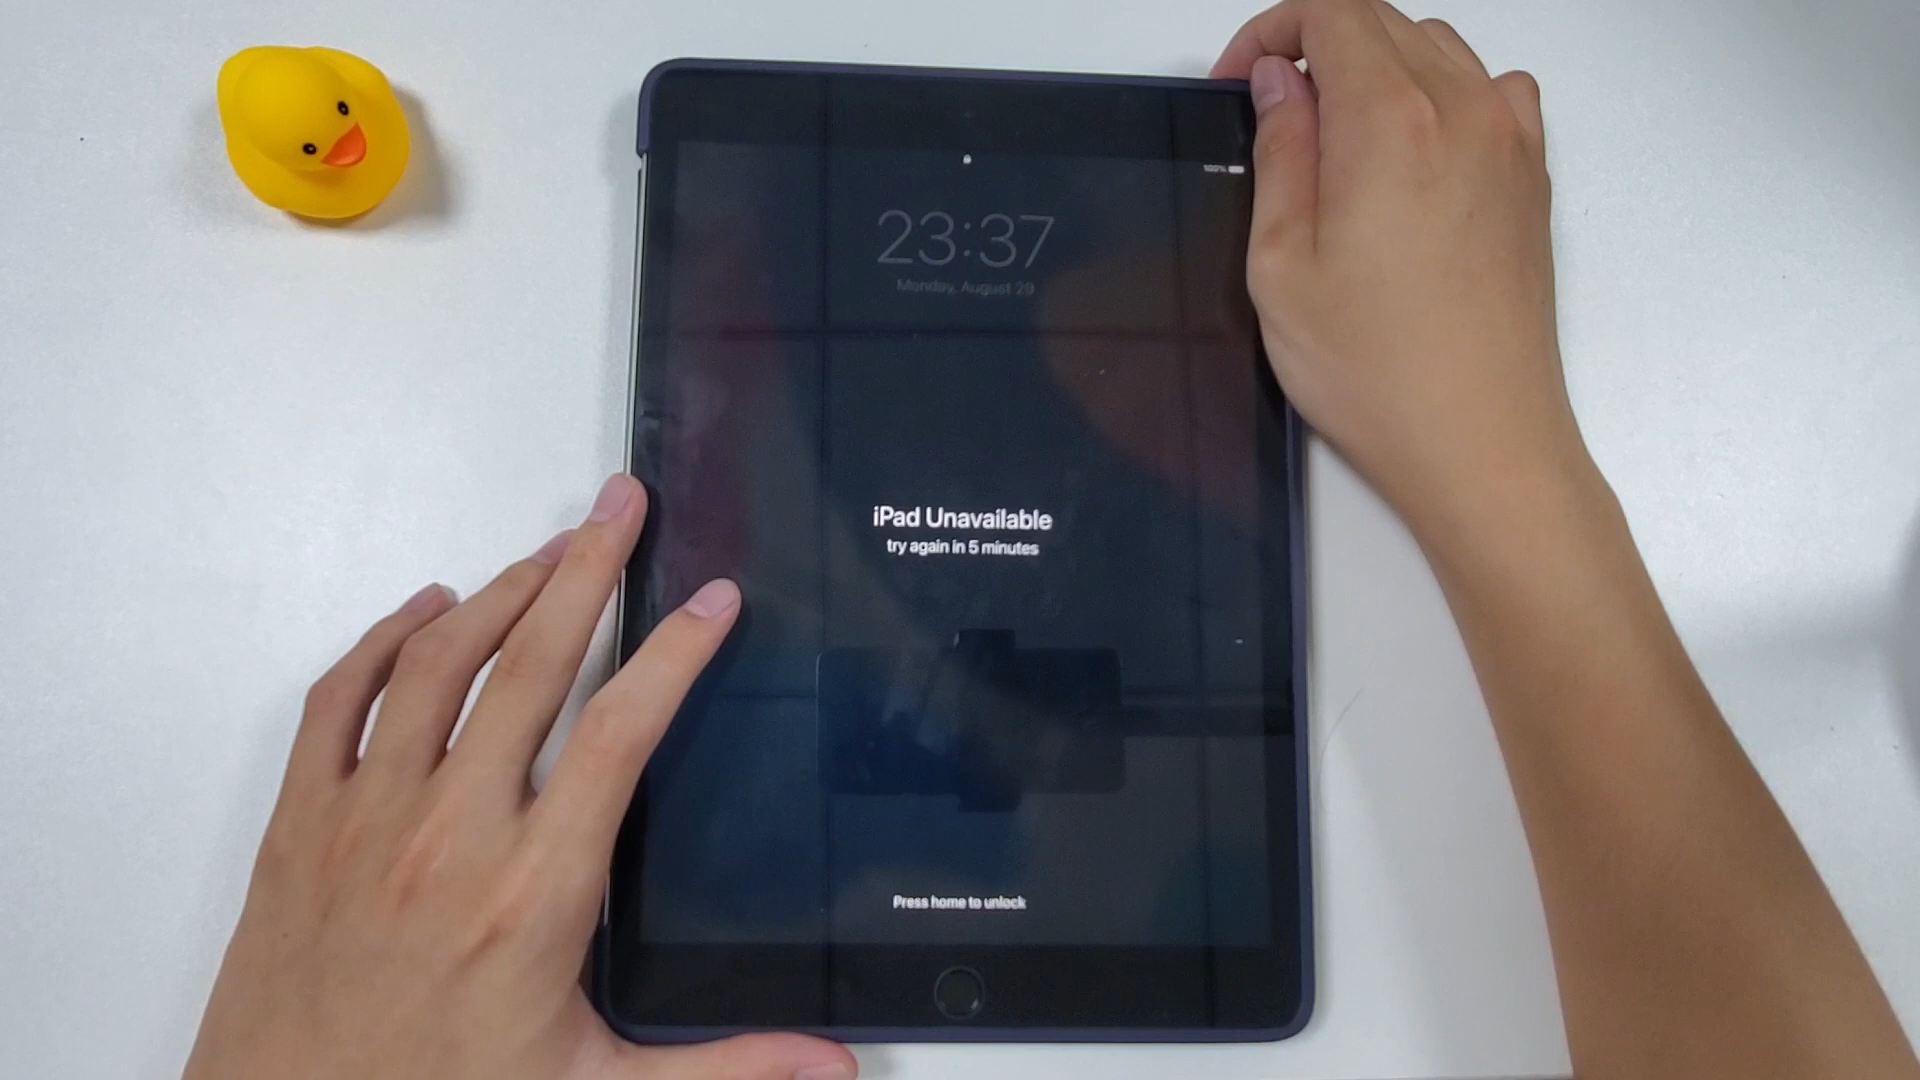 100%
23:37
Monday, August 29
iPad Unavailable
try again in 5 minutes
Press home to unlock